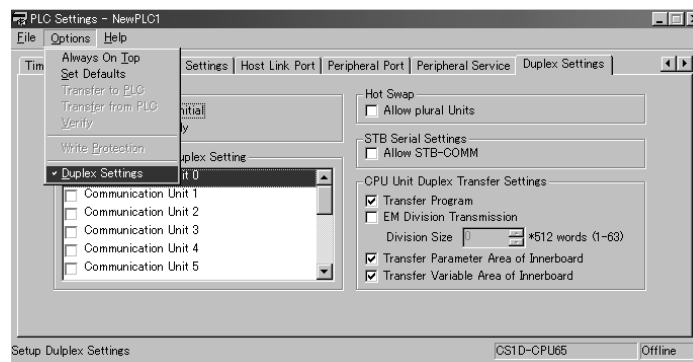 PLC Settings - NewPLC1
File Options Help
Always On Top
Set Defaults
Transfer to PLC
Transfer from PLC
Verify
Write Protection
✓ Duplex Settings
Tim
Settings | Host Link Port | Peripheral Port | Peripheral Service | Duplex Settings
nitial
ly
uplex Setting
it 0
Communication Unit 1
Communication Unit 2
Communication Unit 3
Communication Unit 4
Communication Unit 5
Hot Swap
Allow plural Units
STB Serial Settings
Allow STB-COMM
CPU Unit Duplex Transfer Settings
Transfer Program
EM Division Transmission
Division Size 0 *512 words (1-63)
Transfer Parameter Area of Innerboard
Transfer Variable Area of Innerboard
Setup Dulplex Settings
CS1D-CPU65
Offline